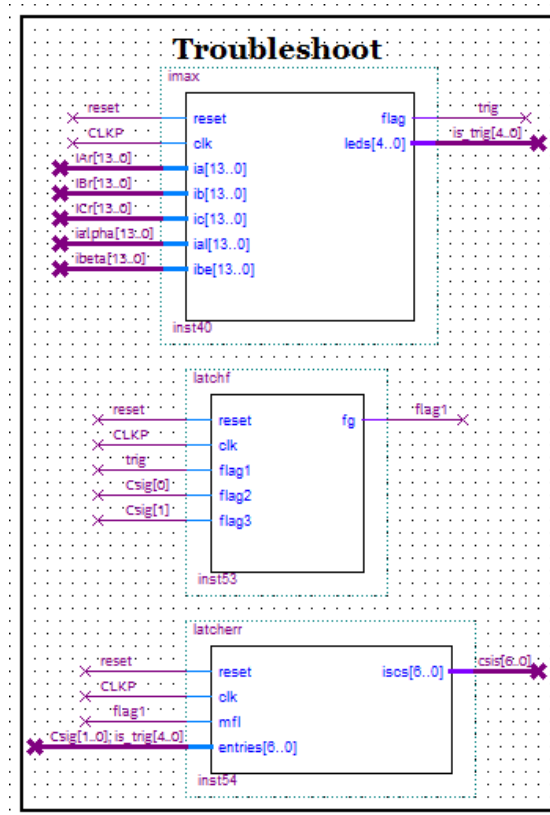 Troubleshoot
imax
reset reset flag trig
CLKP clk leds[4..0] is_trig[4..0]
IAr[13..0] ia[13..0]
IBr[13..0] ib[13..0]
ICr[13..0] ic[13..0]
ialpha[13..0] ial[13..0]
ibeta[13..0] ibe[13..0]
inst40
latchf
reset reset fg flag1
CLKP clk
trig flag1
Csig[0] flag2
Csig[1] flag3
inst53
latcherr
reset reset iscs[6..0] csis[6..0]
CLKP clk
flag1 mfl
Csig[1..0], is_trig[4..0] entries[6..0]
inst54